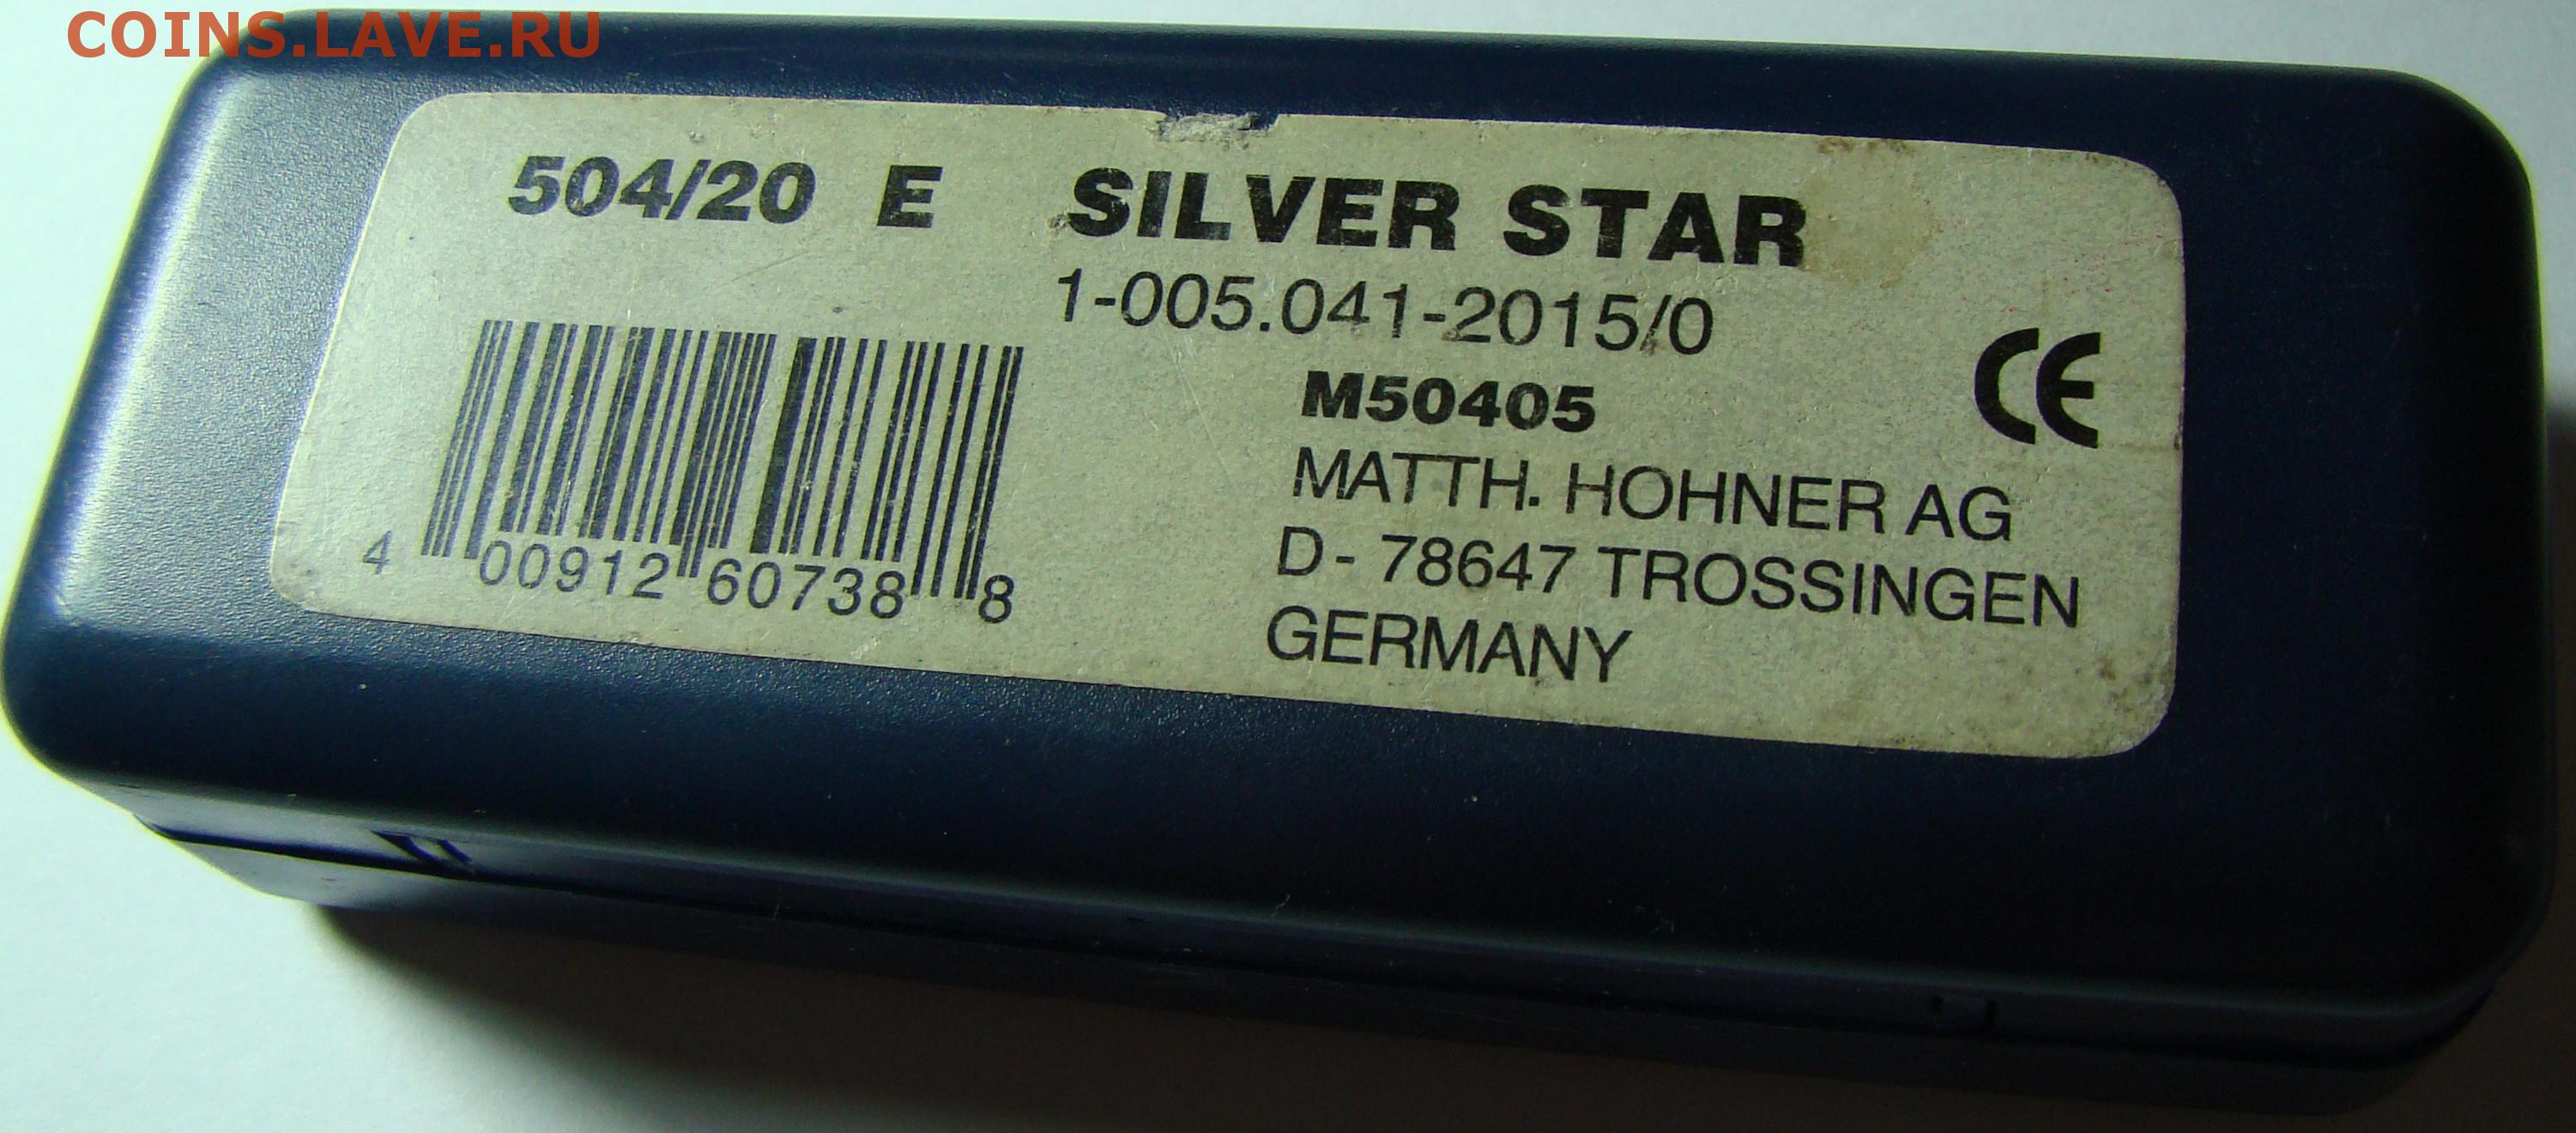 COINS.LAVE.RU
504/20 E SILVER STAR
1-005.041-2015/0
M50405
CE
MATTH. HOHNER AG
D- 78647 TROSSINGEN
GERMANY
4 00912 60738 8